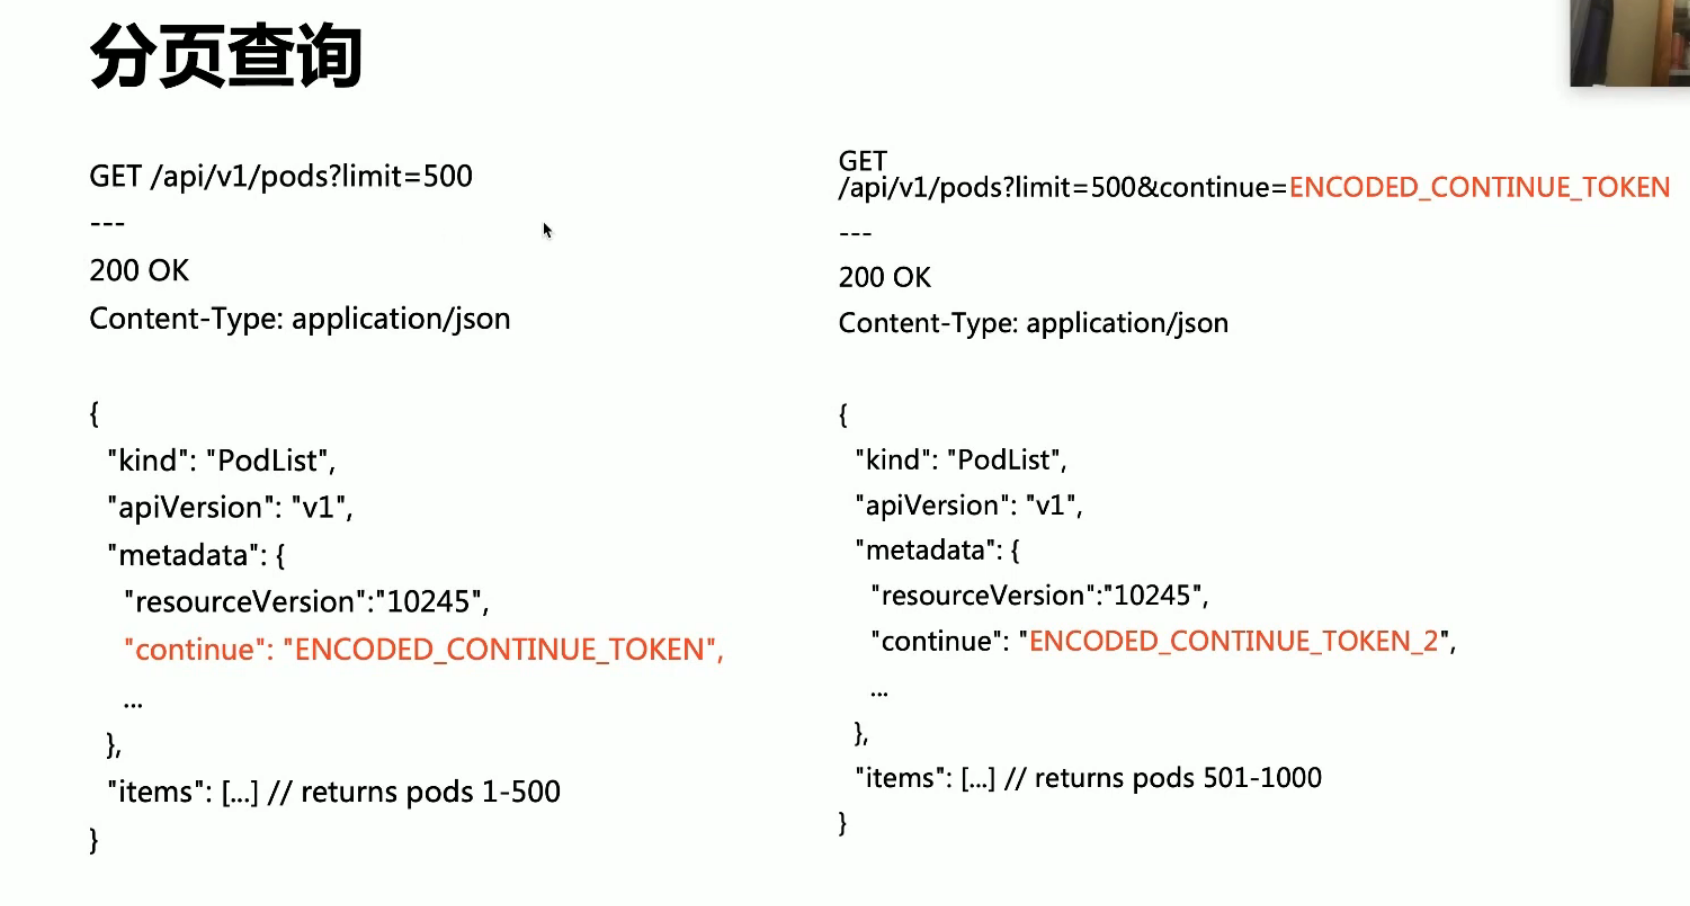 分页查询
GET /api/v1/pods?limit=500
---
200 OK
Content-Type: application/json
{
"kind": "PodList",
"apiVersion": "v1",
"metadata": {
"resourceVersion":"10245",
"continue": "ENCODED_CONTINUE_TOKEN",
...
},
"items": [...] // returns pods 1-500
}
GET
/api/v1/pods?limit=500&continue=ENCODED_CONTINUE_TOKEN
---
200 OK
Content-Type: application/json
{
"kind": "PodList",
"apiVersion": "v1",
"metadata": {
"resourceVersion":"10245",
"continue": "ENCODED_CONTINUE_TOKEN_2",
...
},
"items": [...] // returns pods 501-1000
}